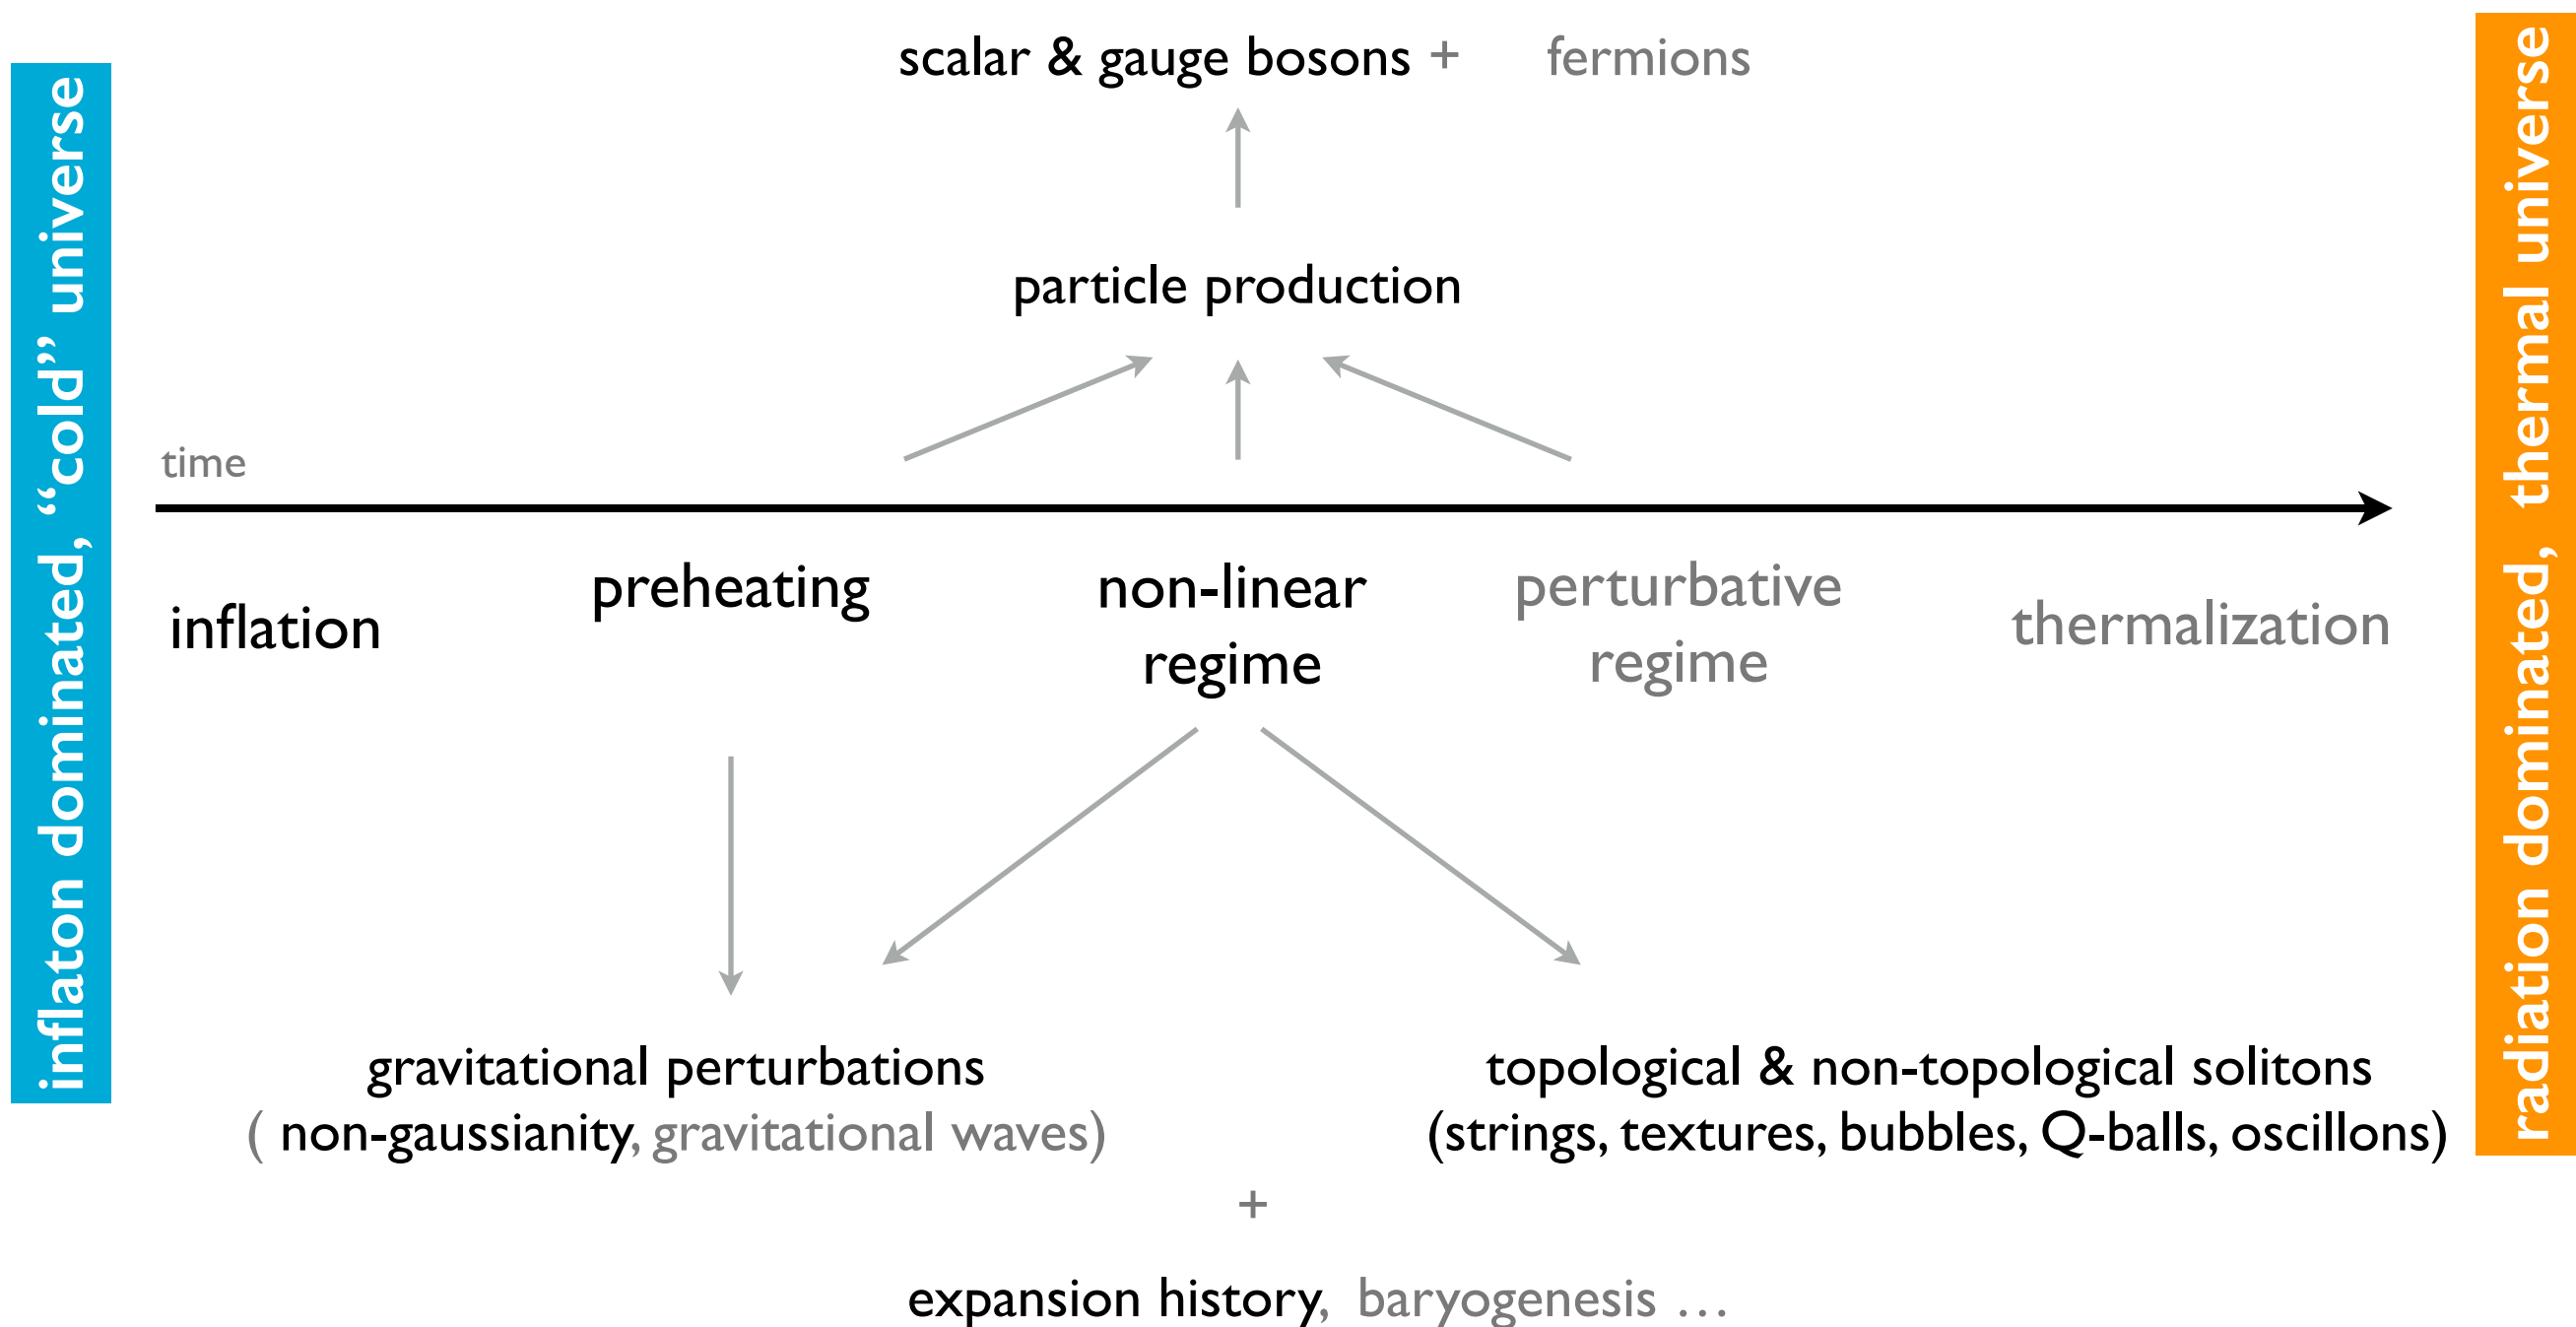 inflaton dominated, “cold” universe
scalar & gauge bosons + fermions
particle production
time
inflation
preheating
non-linear
regime
perturbative
regime
thermalization
gravitational perturbations
( non-gaussianity, gravitational waves)
topological & non-topological solitons
(strings, textures, bubbles, Q-balls, oscillons)
+
expansion history, baryogenesis …
radiation dominated, thermal universe